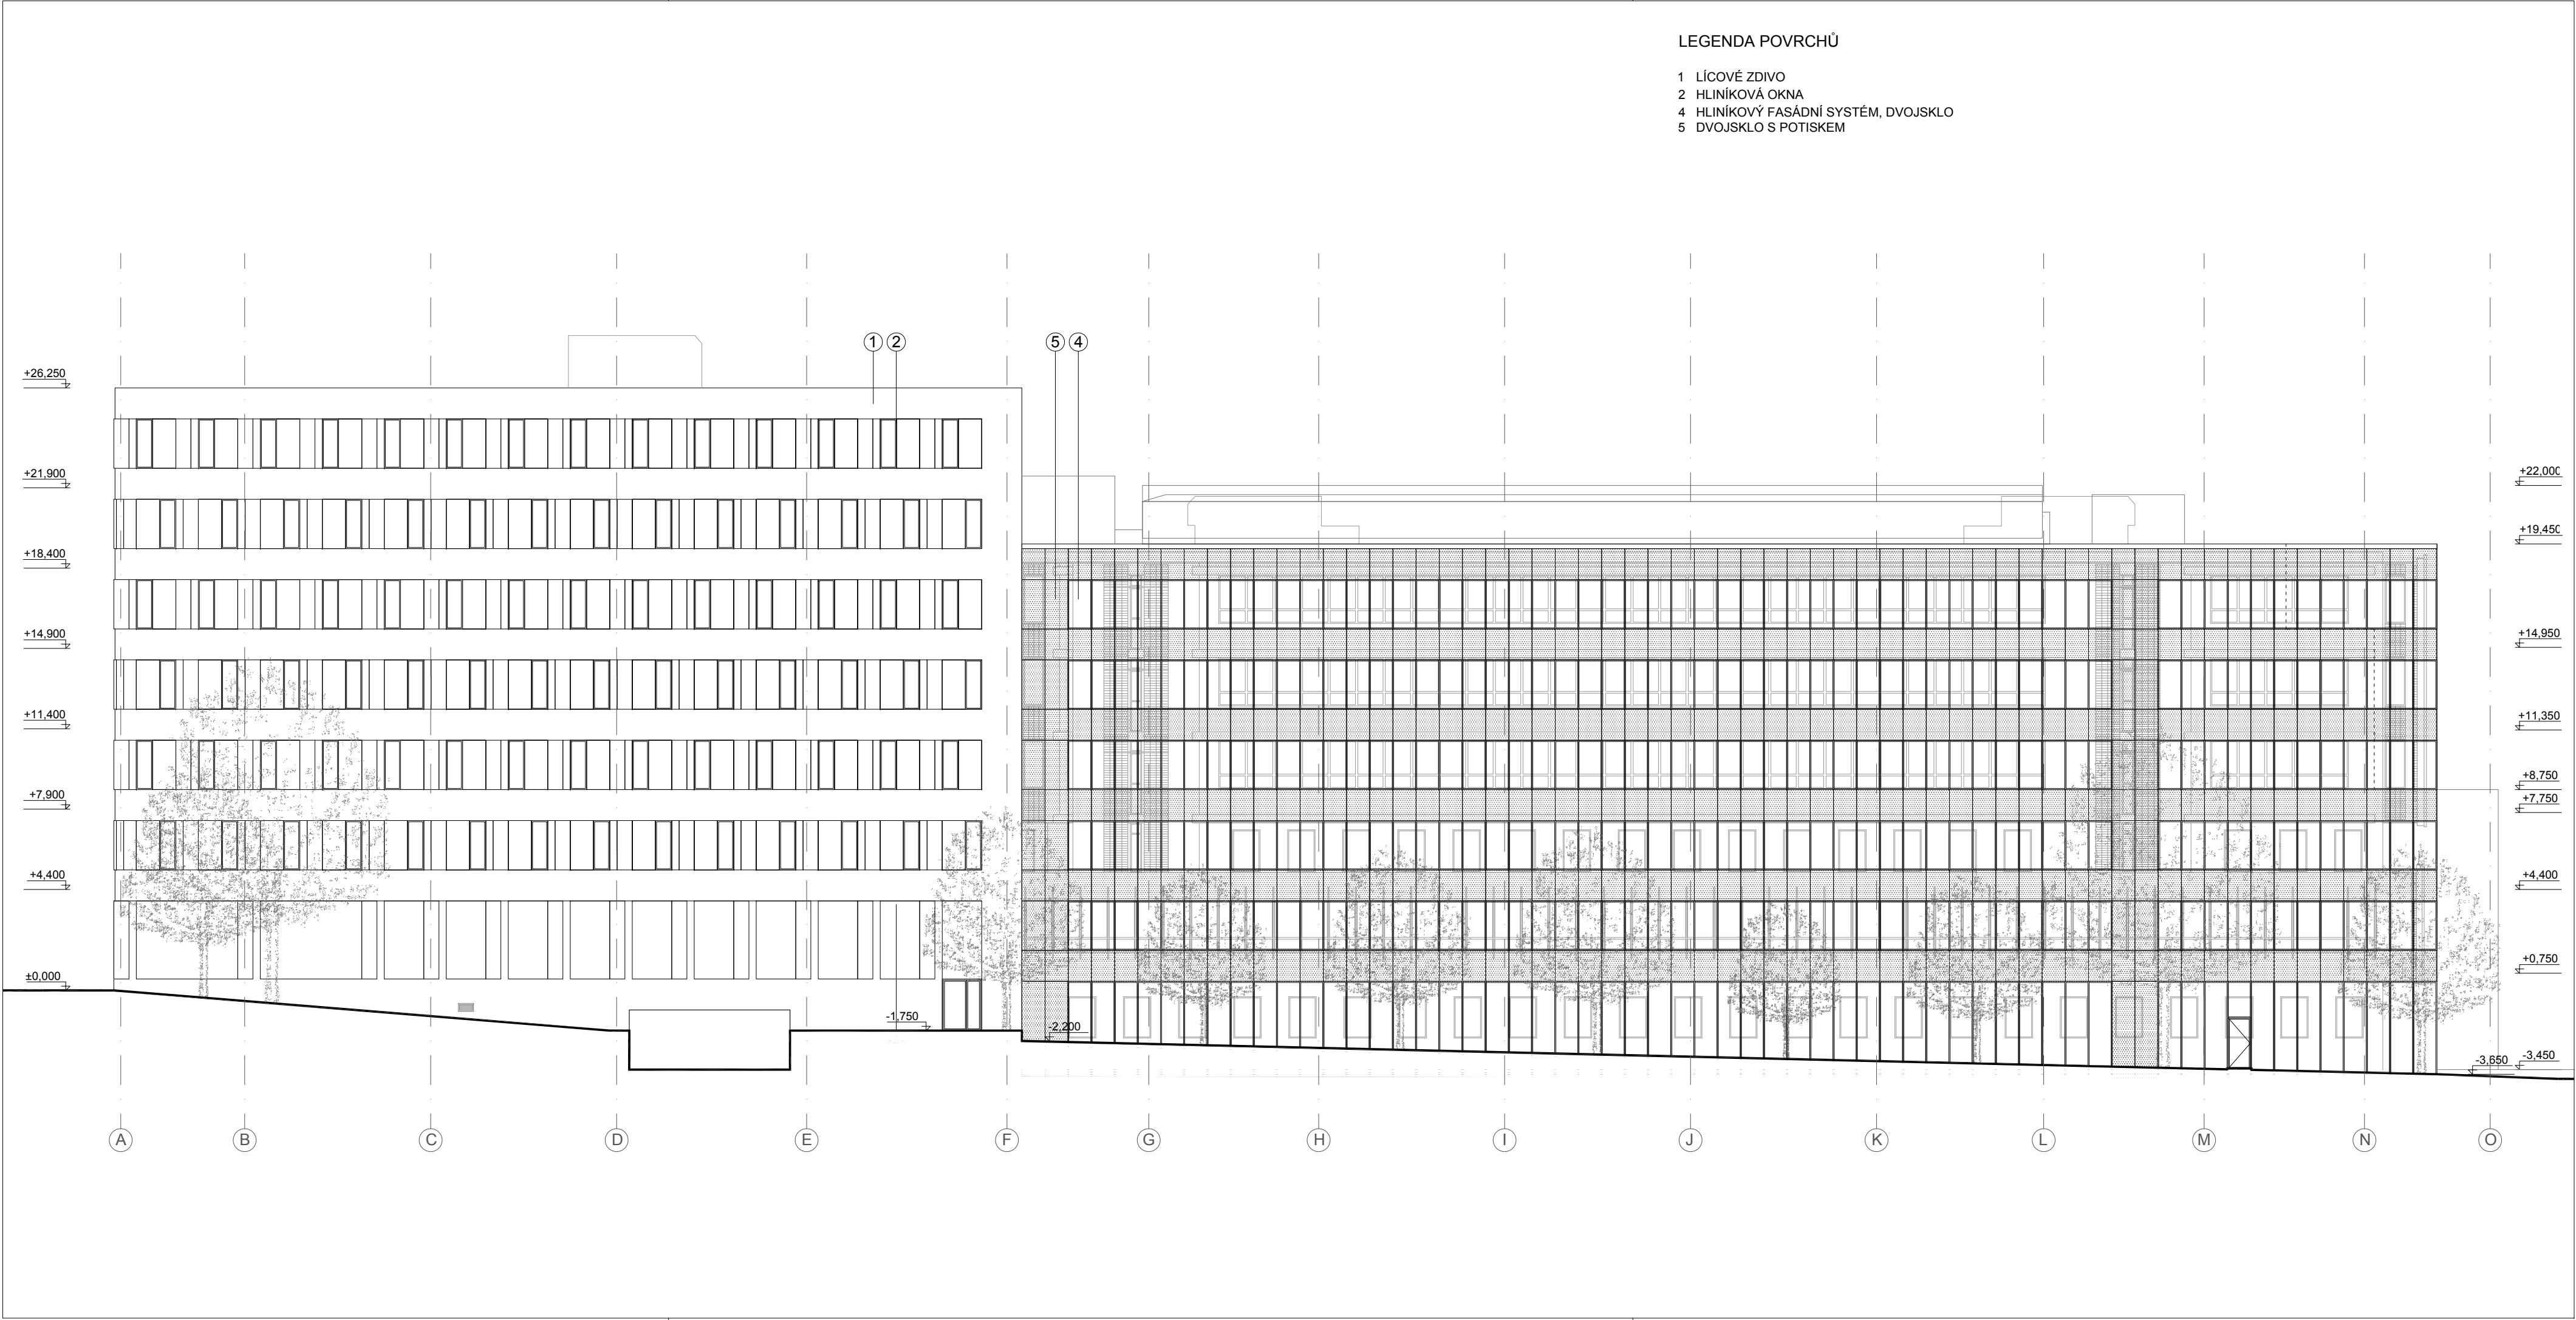 LEGENDA POVRCHŮ
1 LÍCOVÉ ZDIVO
2 HLINÍKOVÁ OKNA
4 HLINÍKOVÝ FASÁDNÍ SYSTÉM, DVOJSKLO
5 DVOJSKLO S POTISKEM
1 2 5 4
+26,250
+21,900
+18,400
+14,900
+11,400
+7,900
+4,400
±0,000
-1,750
-2,200
+22,000
+19,450
+14,950
+11,350
+8,750
+7,750
+4,400
+0,750
-3,650
-3,450
A B C D E F G H I J K L M N O